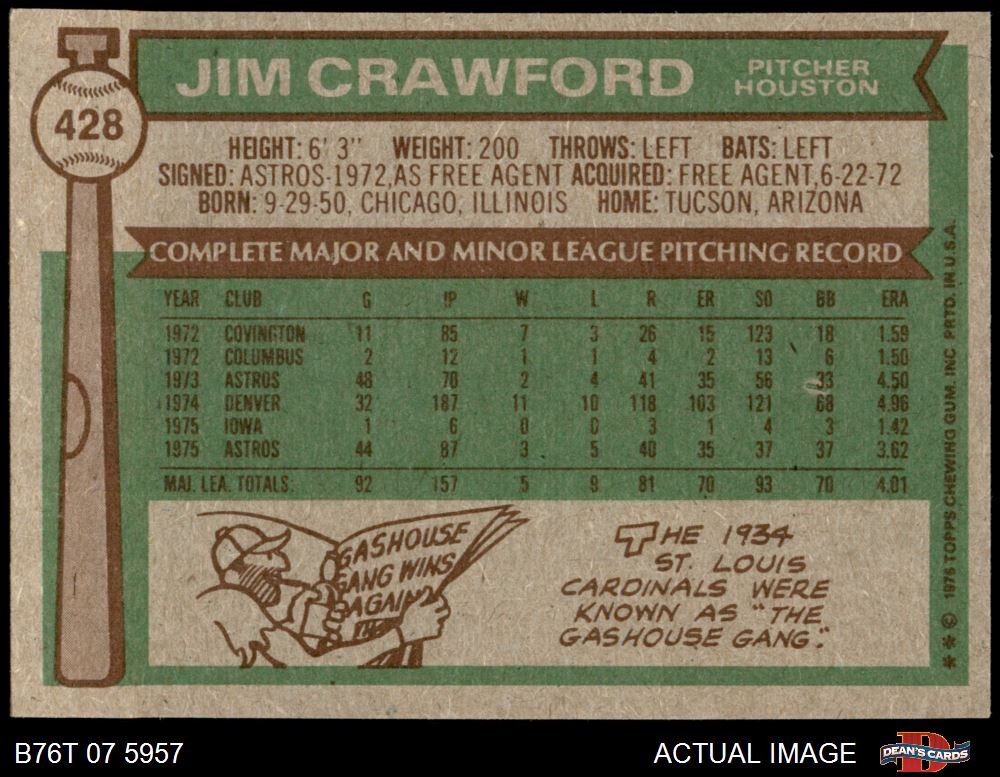 JIM CRAWFORD
PITCHER
HOUSTON
428
HEIGHT: 6' 3" WEIGHT: 200 THROWS: LEFT BATS: LEFT
SIGNED: ASTROS-1972, AS FREE AGENT ACQUIRED: FREE AGENT, 6-22-72
BORN: 9-29-50, CHICAGO, ILLINOIS HOME: TUCSON, ARIZONA
COMPLETE MAJOR AND MINOR LEAGUE PITCHING RECORD
YEAR CLUB G IP W L R ER SO BB ERA
1972 COVINGTON 11 85 7 3 26 15 123 18 1.59
1972 COLUMBUS 2 12 1 1 4 2 13 6 1.50
1973 ASTROS 48 70 2 4 41 35 56 33 4.50
1974 DENVER 32 187 11 10 118 103 121 68 4.96
1975 IOWA 1 6 0 0 3 1 4 3 1.42
1975 ASTROS 44 87 3 5 40 35 37 37 3.62
MAJ. LEA. TOTALS. 92 157 5 9 81 70 93 70 4.01
GASHOUSE
GANG WINS
AGAIN
THE 1934
ST. LOUIS
CARDINALS WERE
KNOWN AS "THE
GASHOUSE GANG."
** © 1976 TOPPS CHEWING GUM, INC. PRTD. IN U.S.A.
B76T 07 5957
ACTUAL IMAGE
D
DEAN'S CARDS